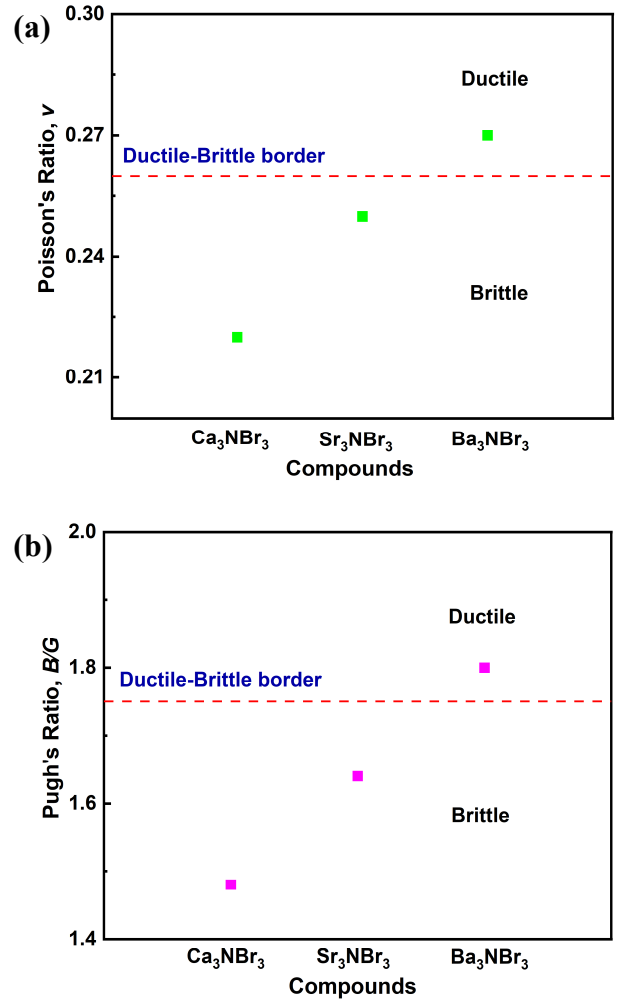 (a)
0.30
0.27
0.24
0.21
Poisson's Ratio, v
Ductile
Ductile-Brittle border
Brittle
Ca₃NBr₃ Sr₃NBr₃ Ba₃NBr₃
Compounds
(b)
2.0
1.8
1.6
1.4
Pugh's Ratio, B/G
Ductile
Ductile-Brittle border
Brittle
Ca₃NBr₃ Sr₃NBr₃ Ba₃NBr₃
Compounds